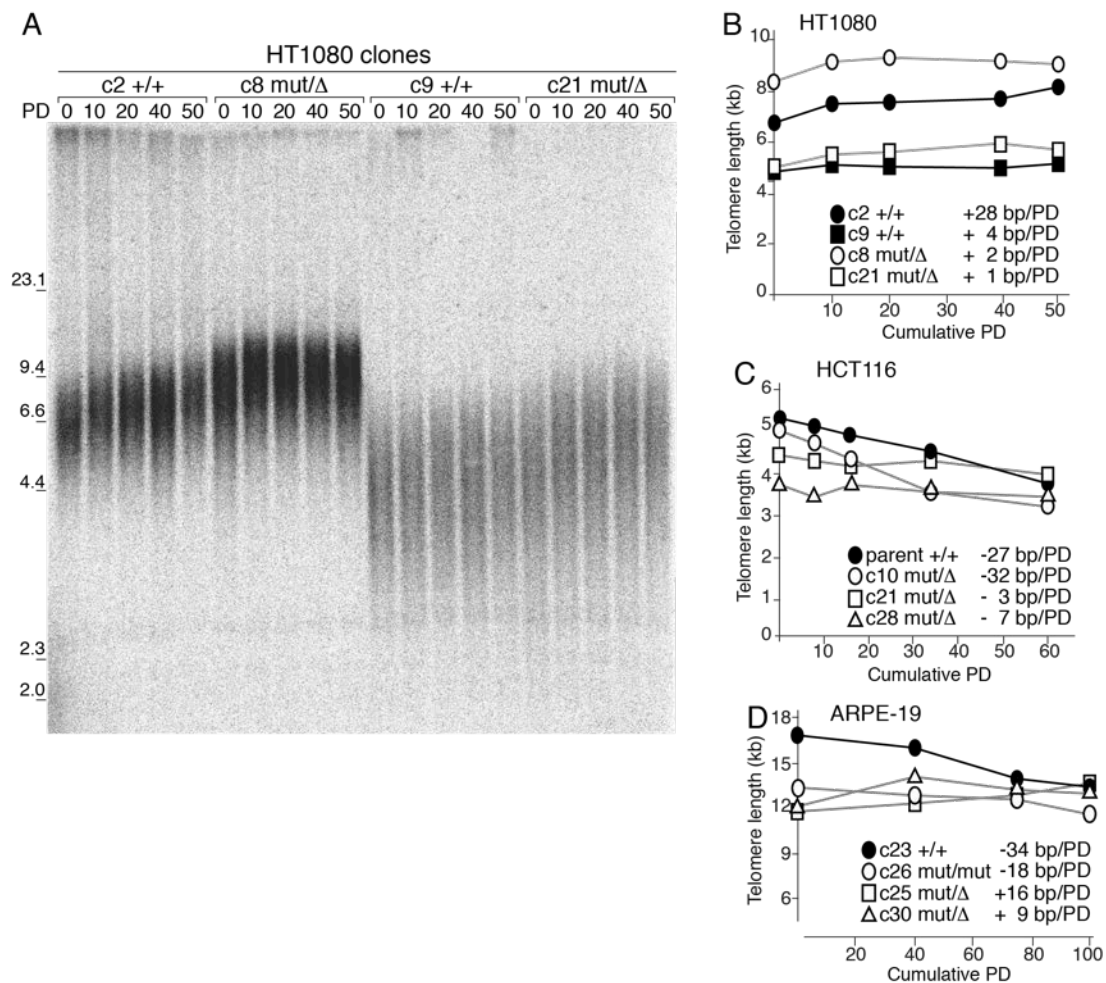 A
HT1080 clones
c2 +/+ c8 mut/Δ c9 +/+ c21 mut/Δ
PD 0 10 20 40 50 0 10 20 40 50 0 10 20 40 50 0 10 20 40 50
23.1
9.4
6.6
4.4
2.3
2.0
B HT1080
10
8
6
4
2
0
Telomere length (kb)
c2 +/+ +28 bp/PD
c9 +/+ + 4 bp/PD
c8 mut/Δ + 2 bp/PD
c21 mut/Δ + 1 bp/PD
10 20 30 40 50
Cumulative PD
C HCT116
6
5
4
3
2
1
0
Telomere length (kb)
parent +/+ -27 bp/PD
c10 mut/Δ -32 bp/PD
c21 mut/Δ - 3 bp/PD
c28 mut/Δ - 7 bp/PD
10 20 30 40 50 60
Cumulative PD
D ARPE-19
18
15
12
9
6
Telomere length (kb)
c23 +/+ -34 bp/PD
c26 mut/mut -18 bp/PD
c25 mut/Δ +16 bp/PD
c30 mut/Δ + 9 bp/PD
20 40 60 80 100
Cumulative PD